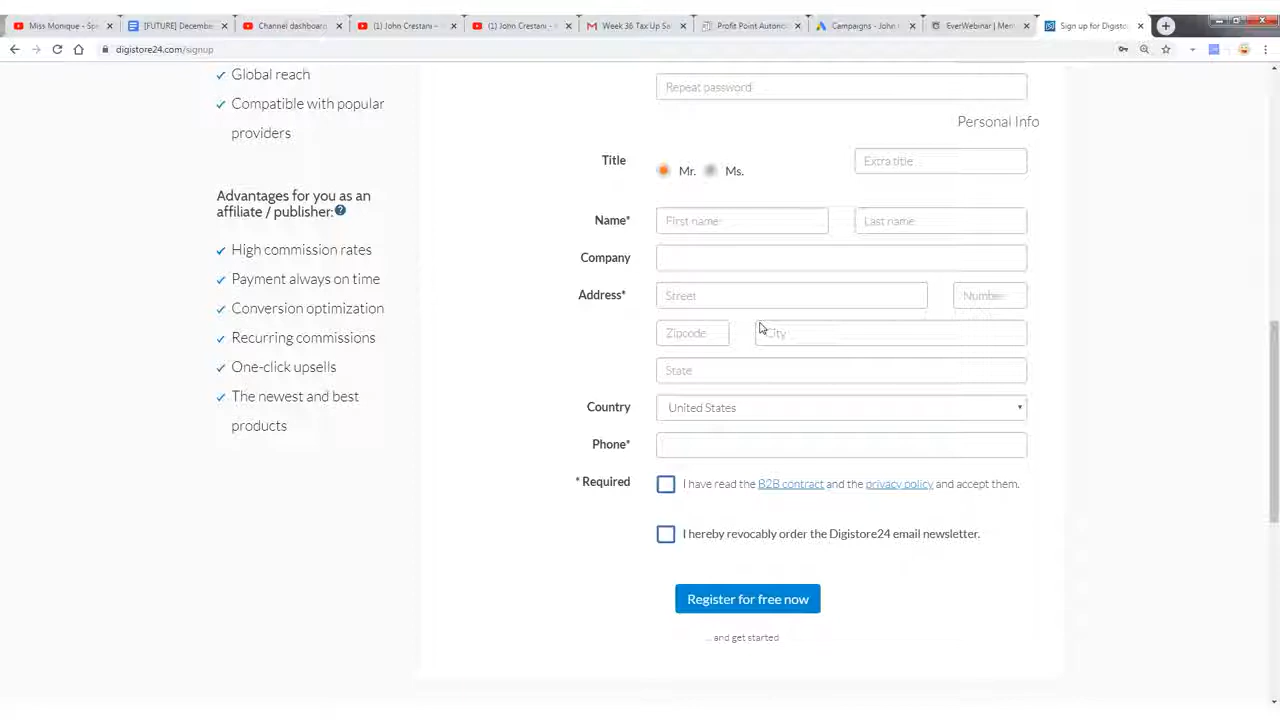 Miss Monique - Spe
[FUTURE] Decembe
Channel dashboard
(1) John Crestani -
(1) John Crestani -
Week 36 Tax Up Se
Profit Point Autonom
Campaigns - John
EverWebinar | Mem
Sign up for Digistor
digistore24.com/signup
Global reach
Compatible with popular
providers
Advantages for you as an
affiliate / publisher:
High commission rates
Payment always on time
Conversion optimization
Recurring commissions
One-click upsells
The newest and best
products
Repeat password
Personal Info
Title
Mr.
Ms.
Extra title
Name*
First name
Last name
Company
Address*
Street
Number
Zipcode
City
State
Country
United States
Phone*
* Required
I have read the B2B contract and the privacy policy and accept them.
I hereby revocably order the Digistore24 email newsletter.
Register for free now
... and get started